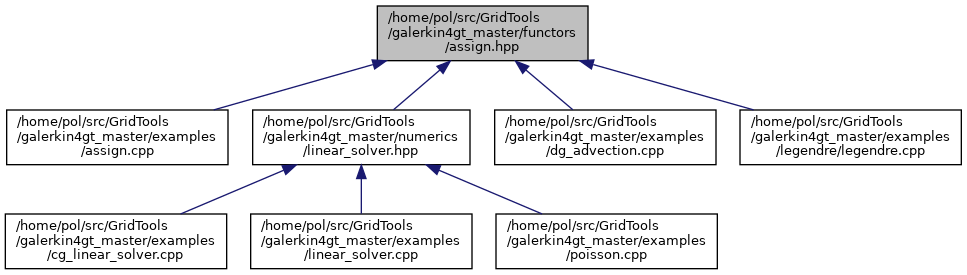 /home/pol/src/GridTools
/galerkin4gt_master/functors
/assign.hpp
/home/pol/src/GridTools
/galerkin4gt_master/examples
/assign.cpp
/home/pol/src/GridTools
/galerkin4gt_master/numerics
/linear_solver.hpp
/home/pol/src/GridTools
/galerkin4gt_master/examples
/dg_advection.cpp
/home/pol/src/GridTools
/galerkin4gt_master/examples
/legendre/legendre.cpp
/home/pol/src/GridTools
/galerkin4gt_master/examples
/cg_linear_solver.cpp
/home/pol/src/GridTools
/galerkin4gt_master/examples
/linear_solver.cpp
/home/pol/src/GridTools
/galerkin4gt_master/examples
/poisson.cpp